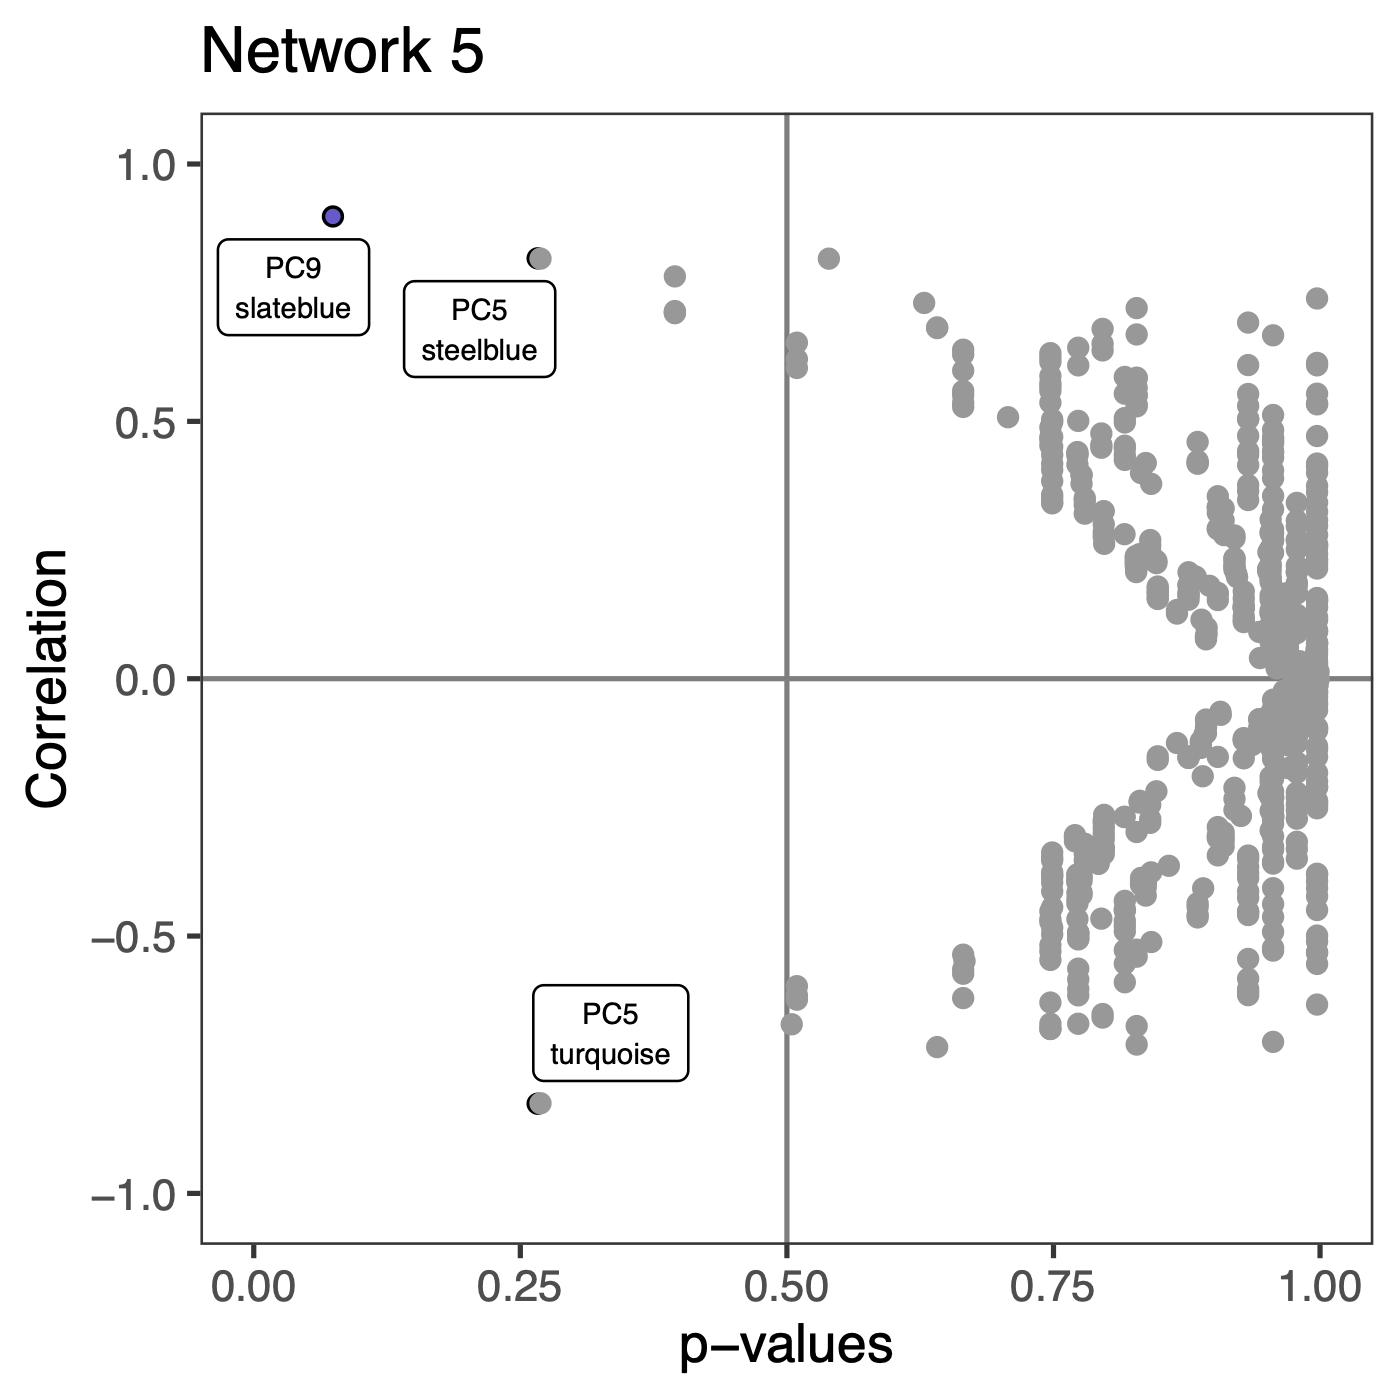 Network 5
1.0
0.5
0.0
−0.5
−1.0
Correlation
PC9
slateblue
PC5
steelblue
PC5
turquoise
0.00 0.25 0.50 0.75 1.00
p−values